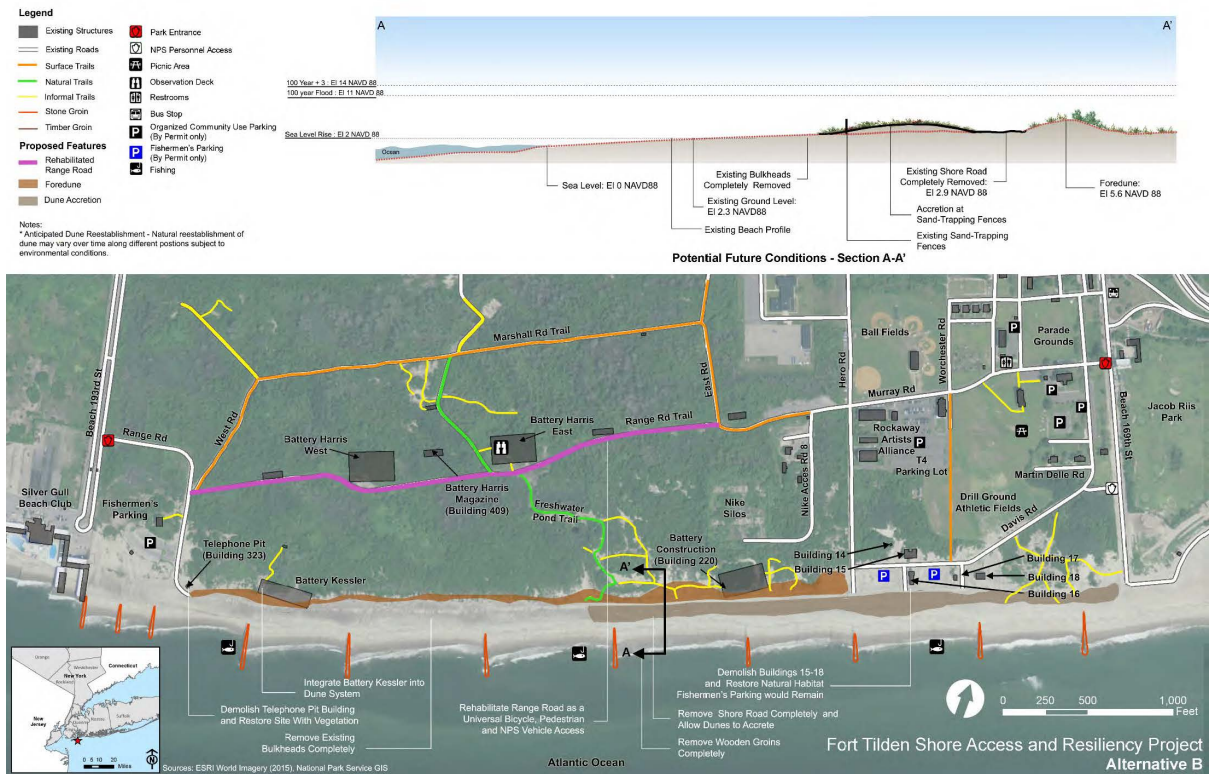 Legend
Existing Structures
Existing Roads
Surface Trails
Natural Trails
Informal Trails
Stone Groin
Timber Groin
Proposed Features
Rehabilitated
Range Road
Foredune
Dune Accretion
Park Entrance
NPS Personnel Access
Picnic Area
Observation Deck
Restrooms
Bus Stop
P
Organized Community Use Parking
(By Permit only)
P
Fishermen's Parking
(By Permit only)
Fishing
Notes:
* Anticipated Dune Reestablishment - Natural reestablishment of
dune may vary over time along different postions subject to
environmental conditions.
A
A'
100 Year + 3 : El 14 NAVD 88
100 year Flood : El 11 NAVD 88
Sea Level Rise : El 2 NAVD 88
Ocean
Sea Level: El 0 NAVD88
Existing Bulkheads
Completely Removed
Existing Ground Level:
El 2.3 NAVD88
Existing Beach Profile
Existing Shore Road
Completely Removed:
El 2.9 NAVD 88
Accretion at
Sand-Trapping Fences
Existing Sand-Trapping
Fences
Foredune:
El 5.6 NAVD 88
Potential Future Conditions - Section A-A'
Marshall Rd Trail
Beach 193rd St
Range Rd
West Rd
East Rd
Range Rd Trail
Hero Rd
Murray Rd
Worchester Rd
Ball Fields
P
Parade
Grounds
Beach 169th St
Jacob Riis
Park
P
P
P
P
Battery Harris
West
Battery Harris
East
Battery Harris
Magazine
(Building 409)
Rockaway
Artists
Alliance
P
T4
Parking Lot
Martin Delle Rd
Silver Gull
Beach Club
Fishermen's
Parking
P
Freshwater
Pond Trail
Nike
Silos
Nike Acces Rd 8
Drill Ground
Athletic Fields
Davis Rd
Telephone Pit
(Building 323)
Battery Kessler
Battery
Construction
(Building 220)
A'
A
Building 14
Building 15
P
P
Building 17
Building 18
Building 16
Integrate Battery Kessler into
Dune System
Demolish Telephone Pit Building
and Restore Site With Vegetation
Remove Existing
Bulkheads Completely
Rehabilitate Range Road as a
Universal Bicycle, Pedestrian
and NPS Vehicle Access
Demolish Buildings 15-18
and Restore Natural Habitat
Fishermen's Parking would Remain
Remove Shore Road Completely and
Allow Dunes to Accrete
Remove Wooden Groins
Completely
0 250 500 1,000
Feet
Connecticut
New York
New
Jersey
Orange
Westchester
Rockland
Suffolk
Nassau
0 5 10 20
Miles
N
Sources: ESRI World Imagery (2015). National Park Service GIS
Atlantic Ocean
Fort Tilden Shore Access and Resiliency Project
Alternative B